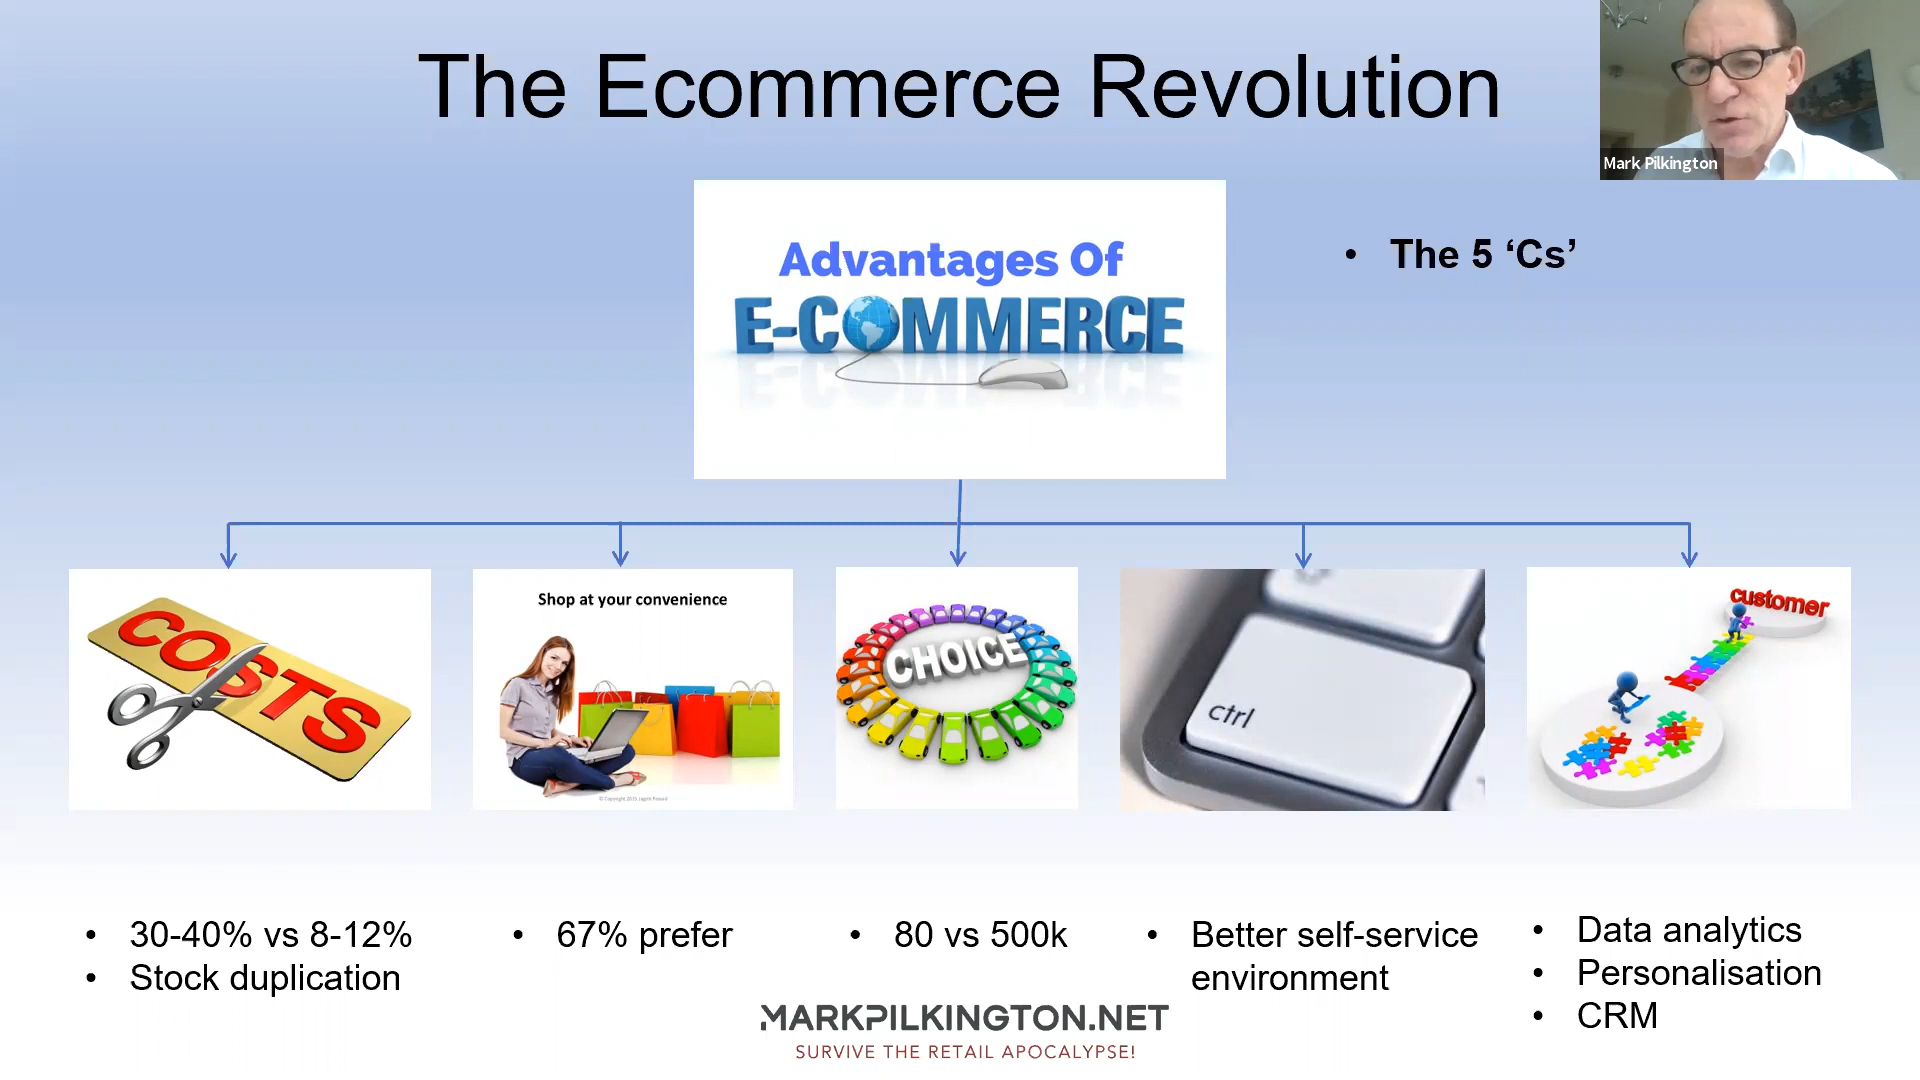 The Ecommerce Revolution
Mark Pilkington
Advantages Of
E-COMMERCE
• The 5 ‘Cs’
COSTS
Shop at your convenience
CHOICE
ctrl
customer
• 30-40% vs 8-12%
• Stock duplication
• 67% prefer
• 80 vs 500k
• Better self-service
environment
• Data analytics
• Personalisation
• CRM
MARKPILKINGTON.NET
SURVIVE THE RETAIL APOCALYPSE!